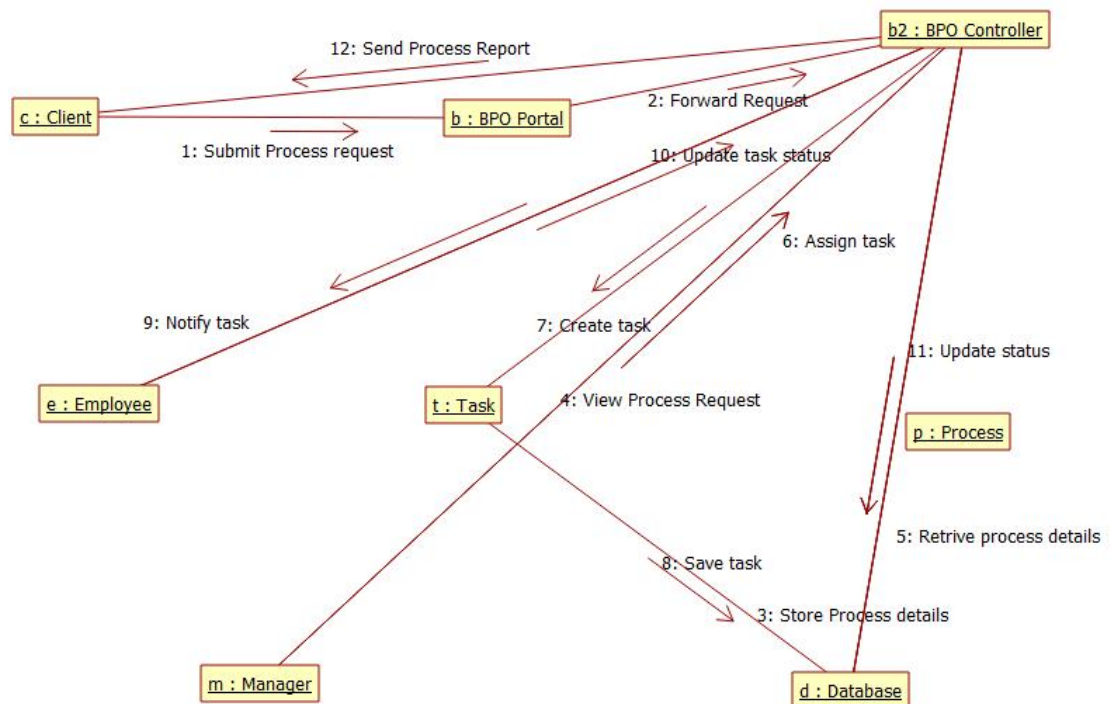 b2 : BPO Controller
12: Send Process Report
c : Client
b : BPO Portal
2: Forward Request
1: Submit Process request
10: Update task status
6: Assign task
9: Notify task
7: Create task
11: Update status
e : Employee
t : Task
4: View Process Request
p : Process
5: Retrive process details
8: Save task
3: Store Process details
m : Manager
d : Database